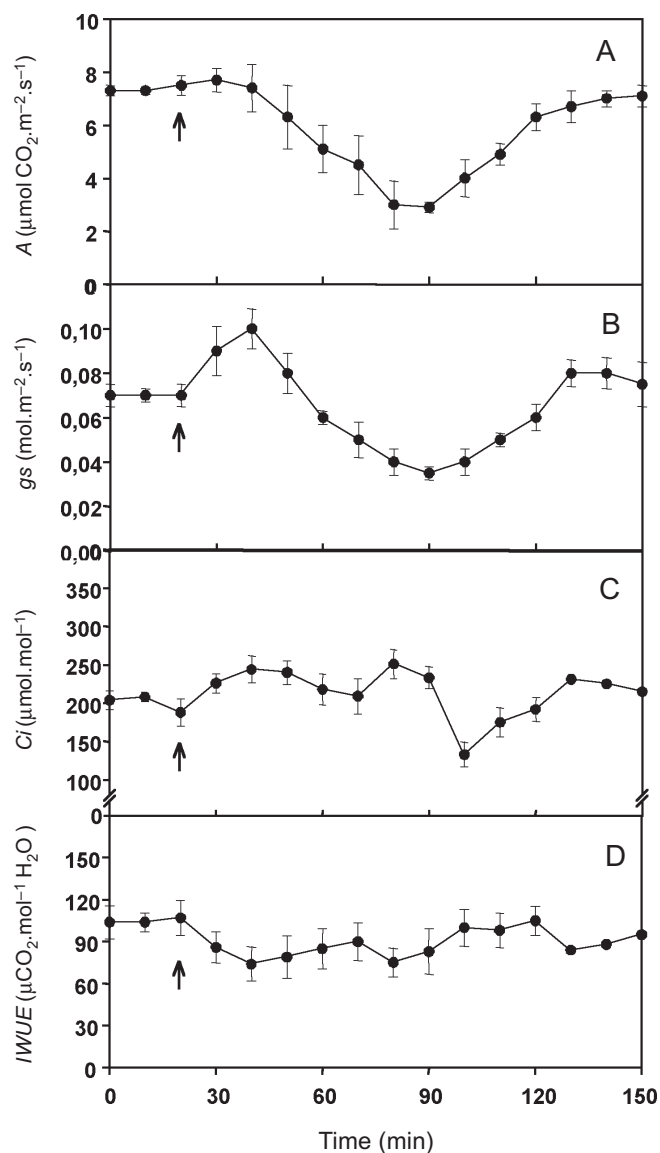 A
A (μmol CO₂.m⁻².s⁻¹)
10
8
6
4
2
0
B
gs (mol.m⁻².s⁻¹)
0,10
0,08
0,06
0,04
0,02
0,00
C
Ci (μmol.mol⁻¹)
350
300
250
200
150
100
0
D
IWUE (μCO₂.mol⁻¹ H₂O )
150
120
90
60
30
0
0 30 60 90 120 150
Time (min)